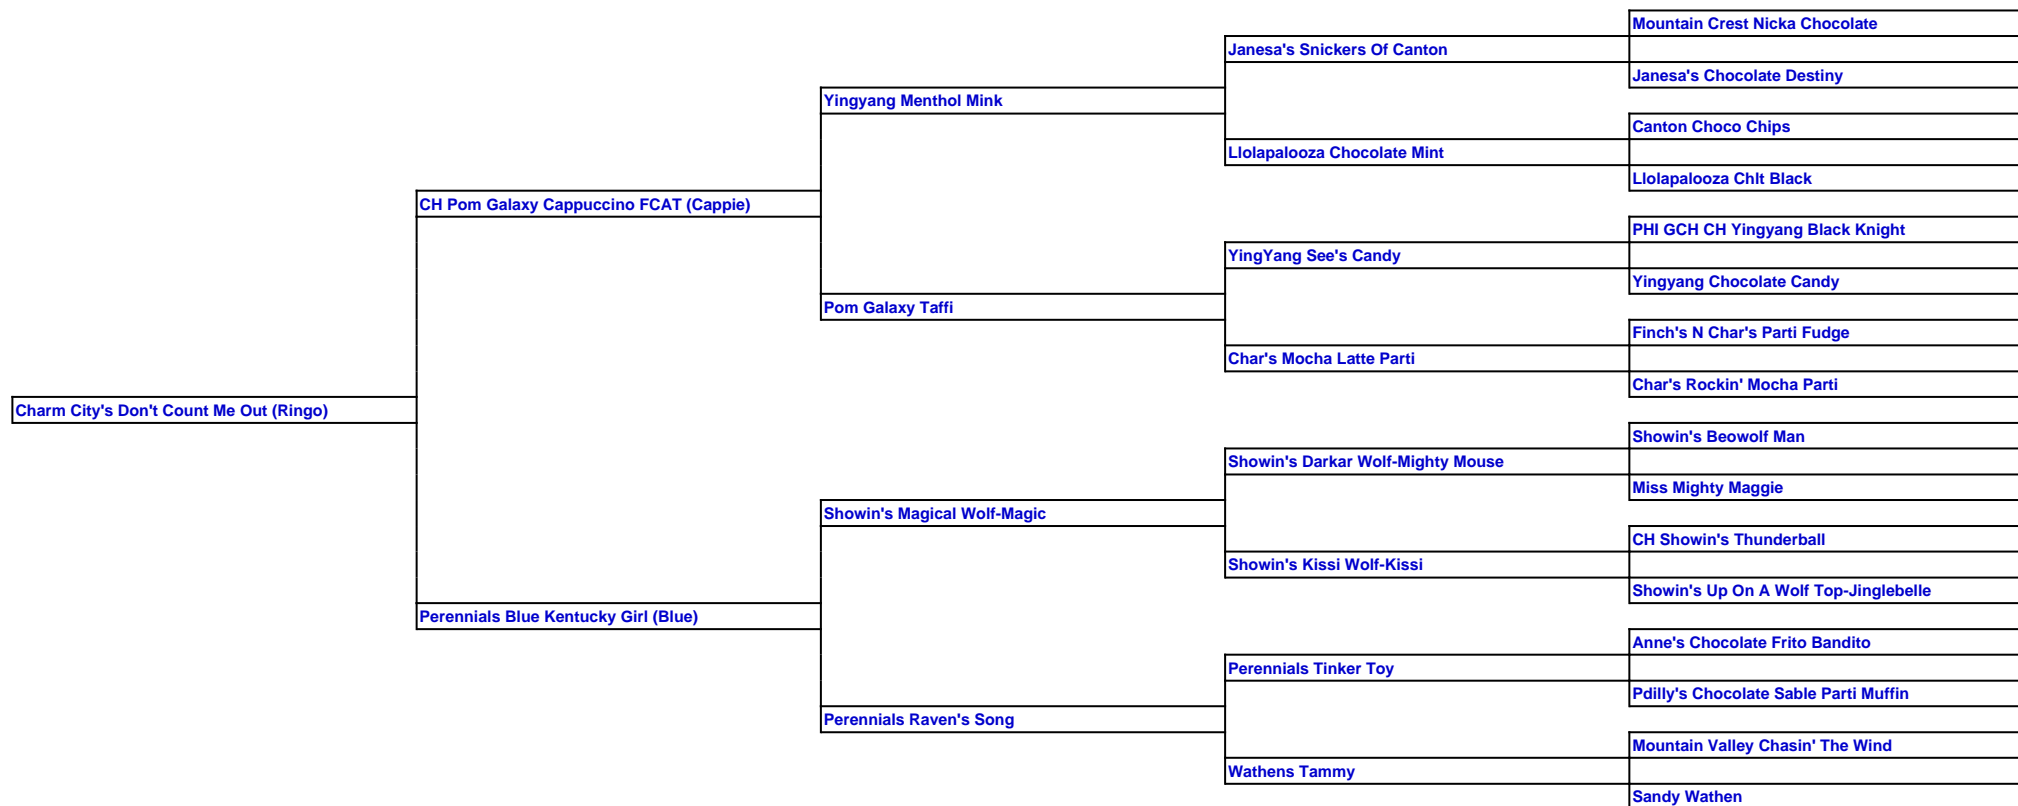 Mountain Crest Nicka Chocolate
Janesa's Snickers Of Canton
Janesa's Chocolate Destiny
Yingyang Menthol Mink
Canton Choco Chips
Llolapalooza Chocolate Mint
Llolapalooza Chlt Black
CH Pom Galaxy Cappuccino FCAT (Cappie)
PHI GCH CH Yingyang Black Knight
YingYang See's Candy
Yingyang Chocolate Candy
Pom Galaxy Taffi
Finch's N Char's Parti Fudge
Char's Mocha Latte Parti
Char's Rockin' Mocha Parti
Charm City's Don't Count Me Out (Ringo)
Showin's Beowolf Man
Showin's Darkar Wolf-Mighty Mouse
Miss Mighty Maggie
Showin's Magical Wolf-Magic
CH Showin's Thunderball
Showin's Kissi Wolf-Kissi
Showin's Up On A Wolf Top-Jinglebelle
Perennials Blue Kentucky Girl (Blue)
Anne's Chocolate Frito Bandito
Perennials Tinker Toy
Pdilly's Chocolate Sable Parti Muffin
Perennials Raven's Song
Mountain Valley Chasin' The Wind
Wathens Tammy
Sandy Wathen